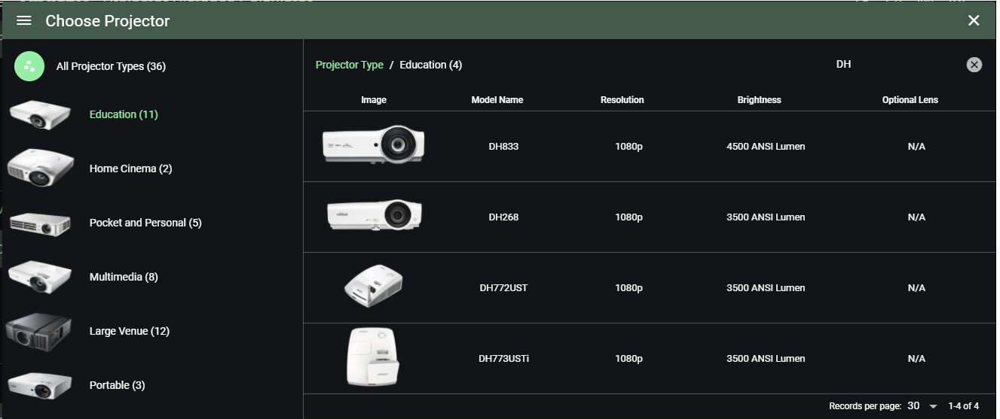 Choose Projector
All Projector Types (36)
Education (11)
Home Cinema (2)
Pocket and Personal (5)
Multimedia (8)
Large Venue (12)
Portable (3)
Projector Type / Education (4)
DH
Image Model Name Resolution Brightness Optional Lens
DH833 1080p 4500 ANSI Lumen N/A
DH268 1080p 3500 ANSI Lumen N/A
DH772UST 1080p 3500 ANSI Lumen N/A
DH773USTi 1080p 3500 ANSI Lumen N/A
Records per page: 30 1-4 of 4